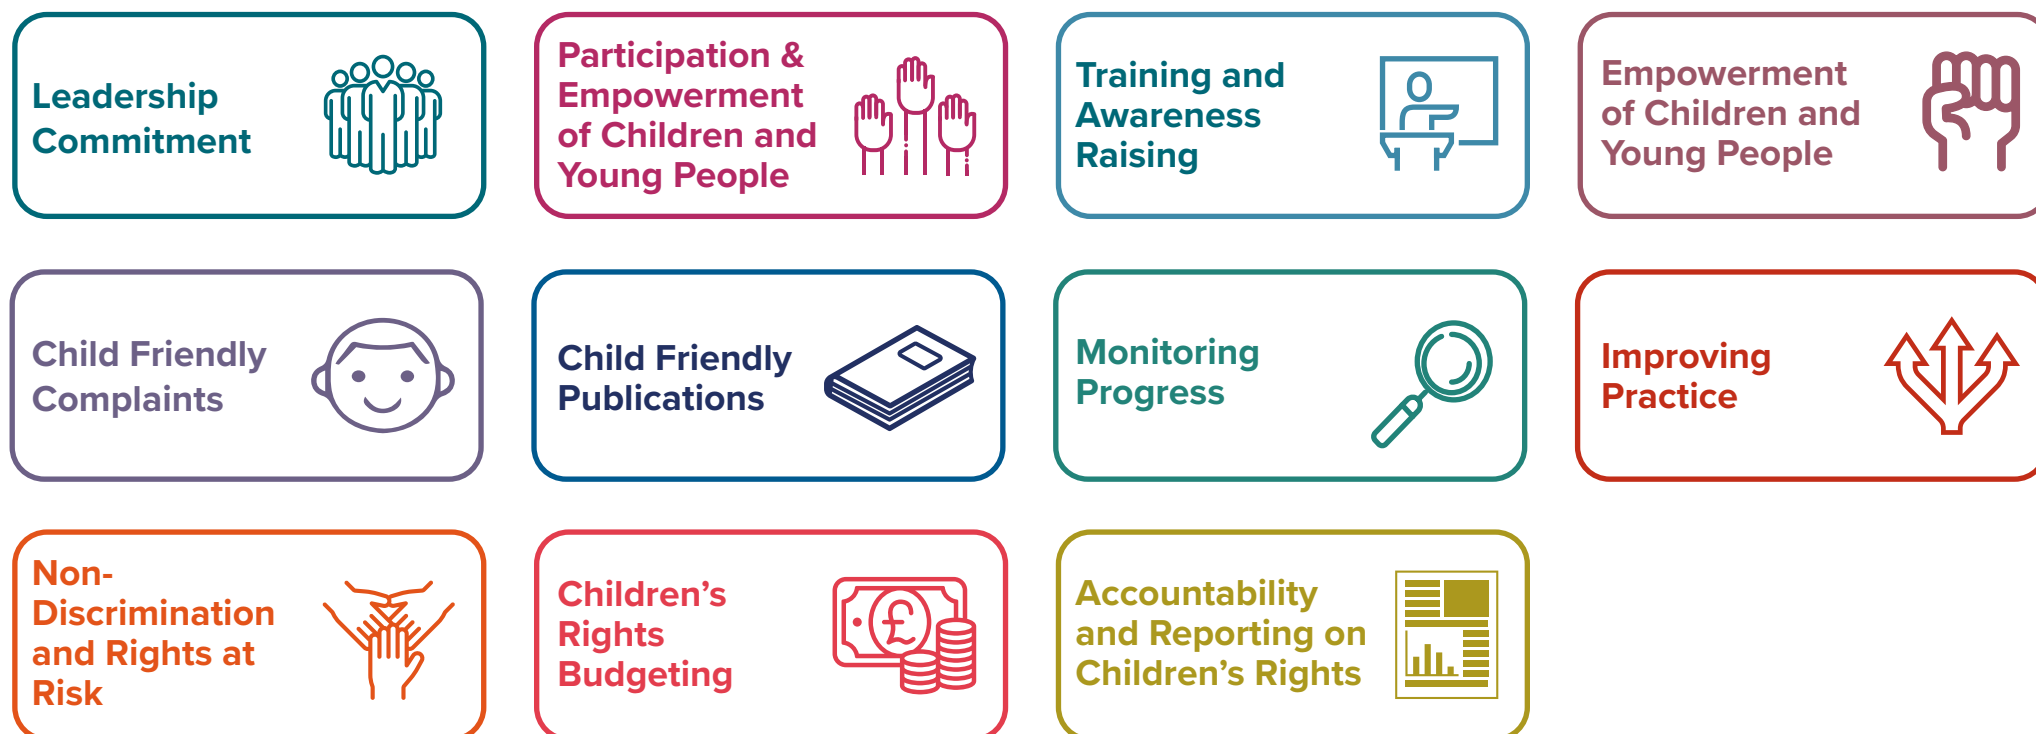 Leadership
Commitment
Participation &
Empowerment
of Children and
Young People
Training and
Awareness
Raising
Empowerment
of Children and
Young People
Child Friendly
Complaints
Child Friendly
Publications
Monitoring
Progress
Improving
Practice
Non-
Discrimination
and Rights at
Risk
Children’s
Rights
Budgeting
£
Accountability
and Reporting on
Children’s Rights